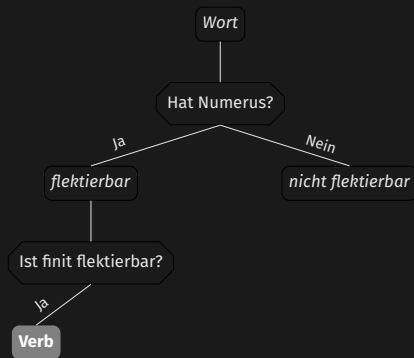 Wort
Hat Numerus?
Ja
Nein
flektierbar
nicht flektierbar
Ist finit flektierbar?
Ja
Verb